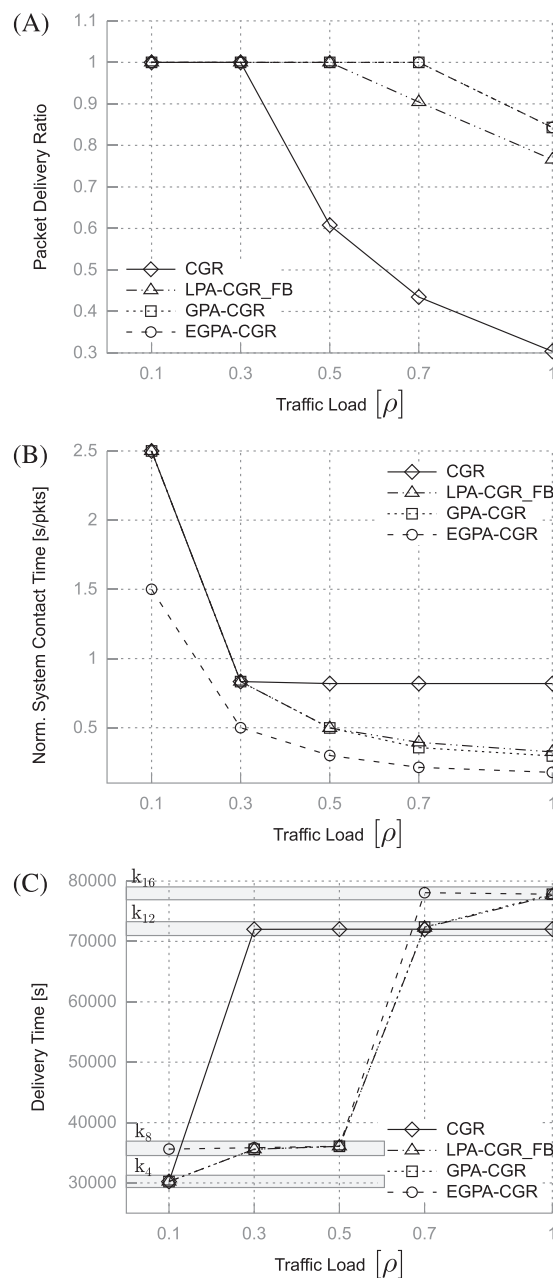 (A)
1.1
1
0.9
0.8
0.7
0.6
0.5
0.4
0.3
Packet Delivery Ratio
CGR
LPA-CGR_FB
GPA-CGR
EGPA-CGR
0.1 0.3 0.5 0.7 1
Traffic Load [ρ]
(B)
2.5
2
1.5
1
0.5
Norm. System Contact Time [s/pkts]
CGR
LPA-CGR_FB
GPA-CGR
EGPA-CGR
0.1 0.3 0.5 0.7 1
Traffic Load [ρ]
(C)
80000
70000
60000
50000
40000
30000
Delivery Time [s]
k16
k12
k8
k4
CGR
LPA-CGR_FB
GPA-CGR
EGPA-CGR
0.1 0.3 0.5 0.7 1
Traffic Load [ρ]